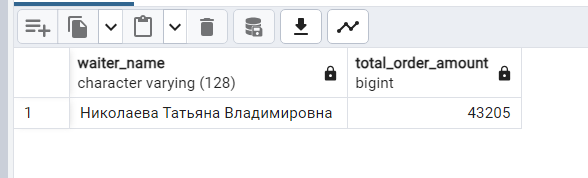 waiter_name
character varying (128)
total_order_amount
bigint
1
Николаева Татьяна Владимировна
43205